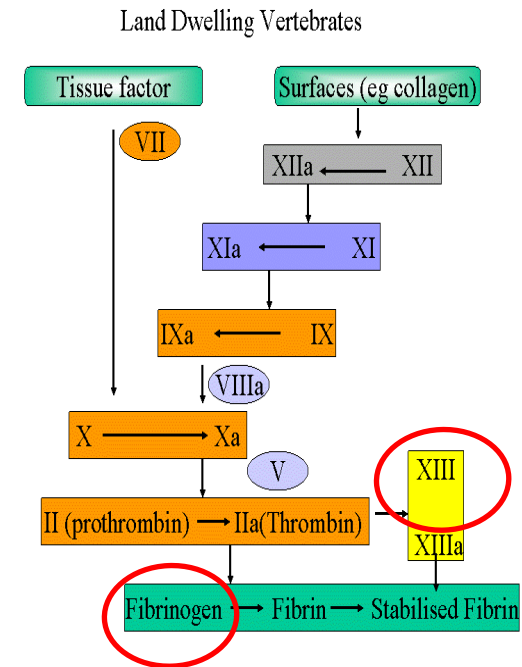 Land Dwelling Vertebrates
Tissue factor
Surfaces (eg collagen)
VII
XIIa XII
XIa XI
IXa IX
VIIIa
X Xa
V
XIII
II (prothrombin) IIa(Thrombin)
XIIIa
Fibrinogen Fibrin Stabilised Fibrin